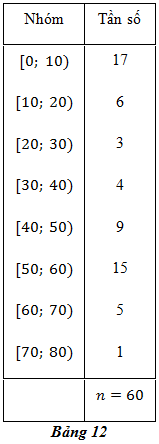 Nhóm Tần số
[0; 10) 17
[10; 20) 6
[20; 30) 3
[30; 40) 4
[40; 50) 9
[50; 60) 15
[60; 70) 5
[70; 80) 1
n = 60
Bảng 12